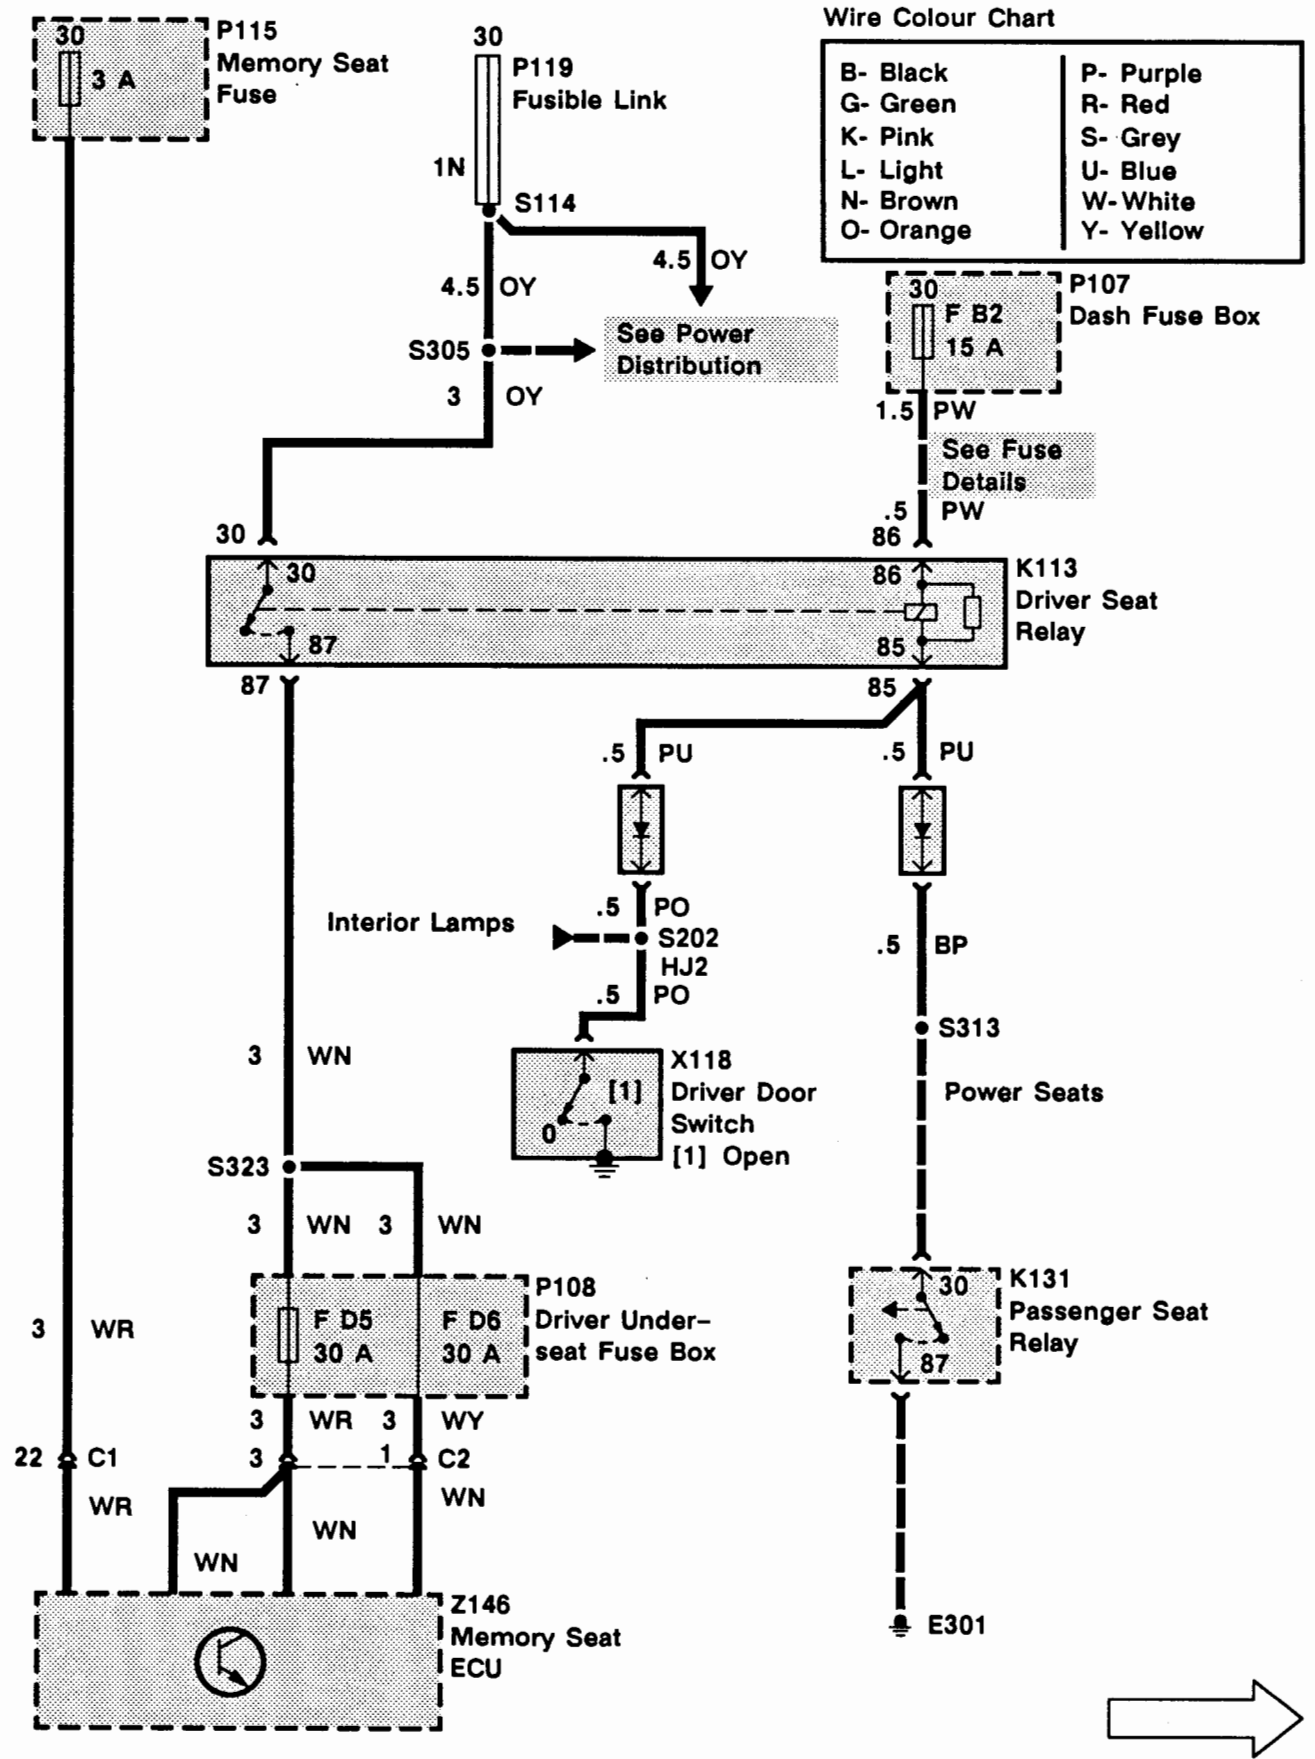 30
3 A
P115
Memory Seat
Fuse
30
P119
Fusible Link
1N
S114
4.5 OY
4.5 OY
S305
See Power
Distribution
3 OY
Wire Colour Chart
B- Black
G- Green
K- Pink
L- Light
N- Brown
O- Orange
P- Purple
R- Red
S- Grey
U- Blue
W- White
Y- Yellow
30
F B2
15 A
P107
Dash Fuse Box
1.5 PW
See Fuse
Details
.5 PW
30
86
30
87
86
85
K113
Driver Seat
Relay
87
85
.5 PU
.5 PU
.5 PO
Interior Lamps
S202
HJ2
.5 PO
.5 BP
S313
3 WN
[1]
0
X118
Driver Door
Switch
[1] Open
Power Seats
S323
3 WN
3 WN
30
87
K131
Passenger Seat
Relay
F D5
30 A
F D6
30 A
P108
Driver Under-
seat Fuse Box
3 WR
3 WR
3 WY
22 C1
3
1 C2
WR
WN
WN
WN
Z146
Memory Seat
ECU
E301